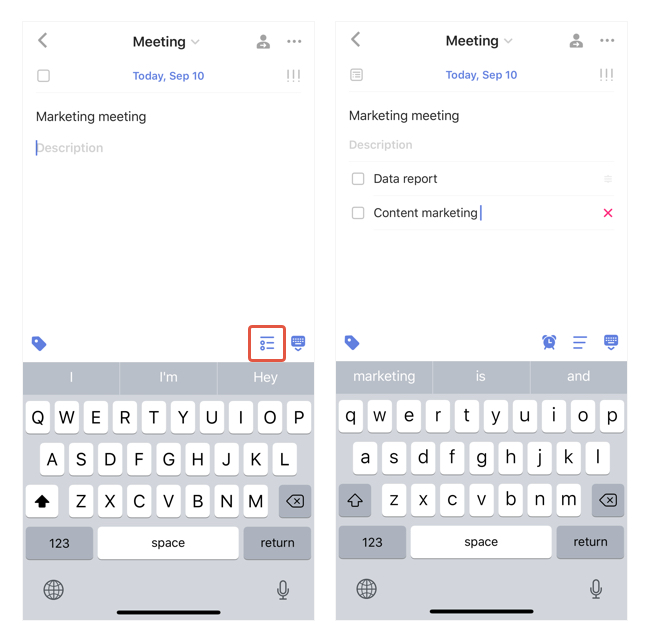 Meeting
Today, Sep 10
!!!
Marketing meeting
Description
I I'm Hey
Q W E R T Y U I O P
A S D F G H J K L
Z X C V B N M
123 space return
Meeting
Today, Sep 10
!!!
Marketing meeting
Description
Data report
Content marketing
marketing is and
q w e r t y u i o p
a s d f g h j k l
z x c v b n m
123 space return